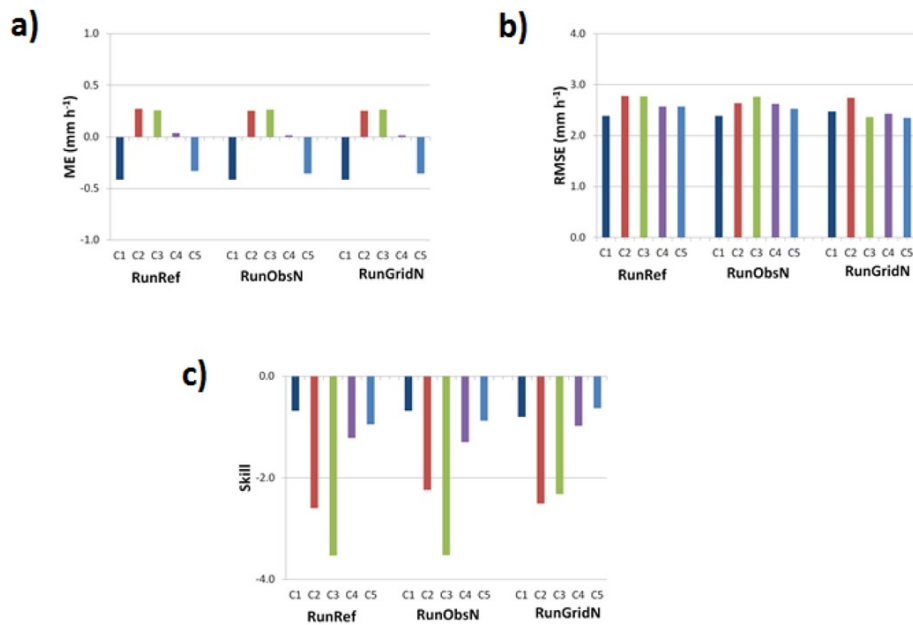 a)
1.0
0.5
0.0
-0.5
-1.0
ME (mm h⁻¹)
C1 C2 C3 C4 C5 C1 C2 C3 C4 C5 C1 C2 C3 C4 C5
RunRef RunObsN RunGridN
b)
4.0
3.0
2.0
1.0
0.0
RMSE (mm h⁻¹)
C1 C2 C3 C4 C5 C1 C2 C3 C4 C5 C1 C2 C3 C4 C5
RunRef RunObsN RunGridN
c)
0.0
-2.0
-4.0
Skill
C1 C2 C3 C4 C5 C1 C2 C3 C4 C5 C1 C2 C3 C4 C5
RunRef RunObsN RunGridN